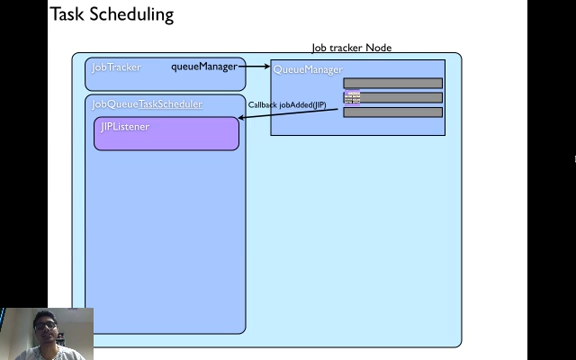 Task Scheduling
Job tracker Node
JobTracker
queueManager
QueueManager
JobQueueTaskScheduler
Callback jobAdded(JIP)
JIPListener